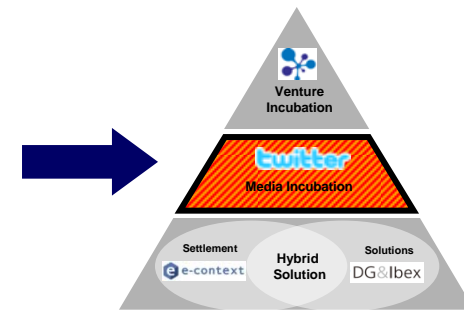 Venture
Incubation
twitter
Media Incubation
Settlement
e e-context
Hybrid
Solution
Solutions
DG&Ibex